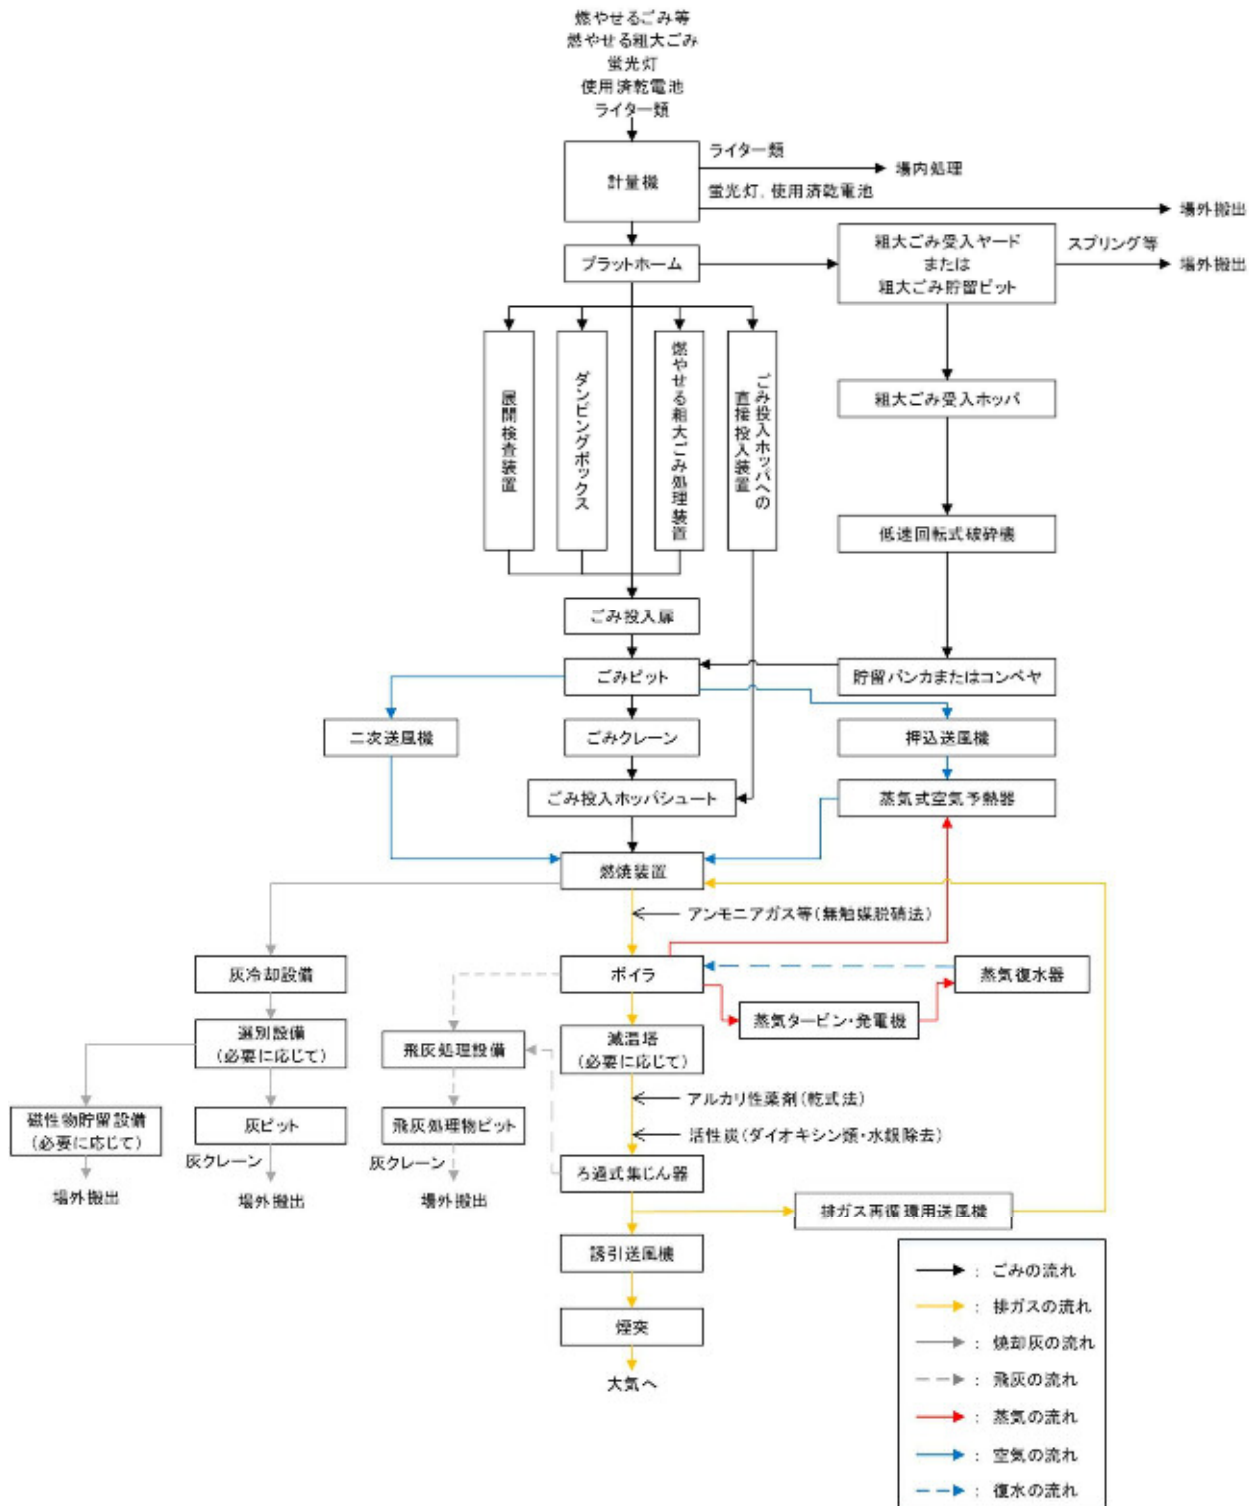 燃やせるごみ等
燃やせる粗大ごみ
蛍光灯
使用済乾電池
ライター類
計量機
ライター類
場内処理
蛍光灯, 使用済乾電池
場外搬出
プラットホーム
粗大ごみ受入ヤード
または
粗大ごみ貯留ピット
スプリング等
場外搬出
展開検査装置
ダンピングボックス
燃やせる粗大ごみ処理装置
ごみ投入ホッパへの
直接投入装置
粗大ごみ受入ホッパ
低速回転式破砕機
ごみ投入扉
ごみピット
貯留バンカまたはコンベヤ
二次送風機
ごみクレーン
押込送風機
ごみ投入ホッパシュート
蒸気式空気予熱器
燃焼装置
アンモニアガス等(無触媒脱硝法)
灰冷却設備
ボイラ
蒸気復水器
蒸気タービン・発電機
選別設備
(必要に応じて)
飛灰処理設備
減温塔
(必要に応じて)
アルカリ性薬剤(乾式法)
磁性物貯留設備
(必要に応じて)
灰ピット
飛灰処理物ピット
活性炭(ダイオキシン類・水銀除去)
灰クレーン
灰クレーン
ろ過式集じん器
場外搬出
場外搬出
場外搬出
排ガス再循環用送風機
誘引送風機
煙突
大気へ
: ごみの流れ
: 排ガスの流れ
: 焼却灰の流れ
: 飛灰の流れ
: 蒸気の流れ
: 空気の流れ
: 復水の流れ